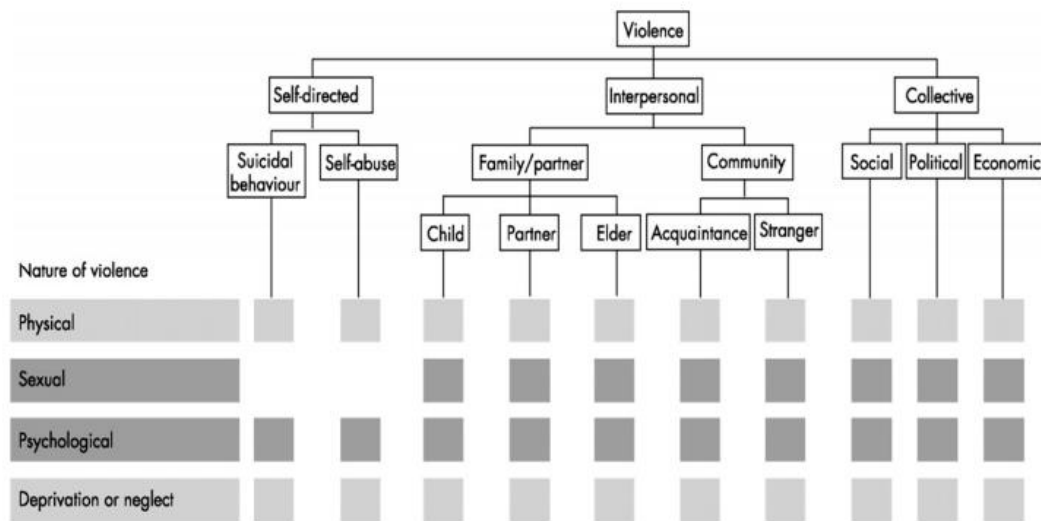 Violence
Self-directed
Interpersonal
Collective
Suicidal
behaviour
Self-abuse
Family/partner
Community
Social
Political
Economic
Child
Partner
Elder
Acquaintance
Stranger
Nature of violence
Physical
Sexual
Psychological
Deprivation or neglect